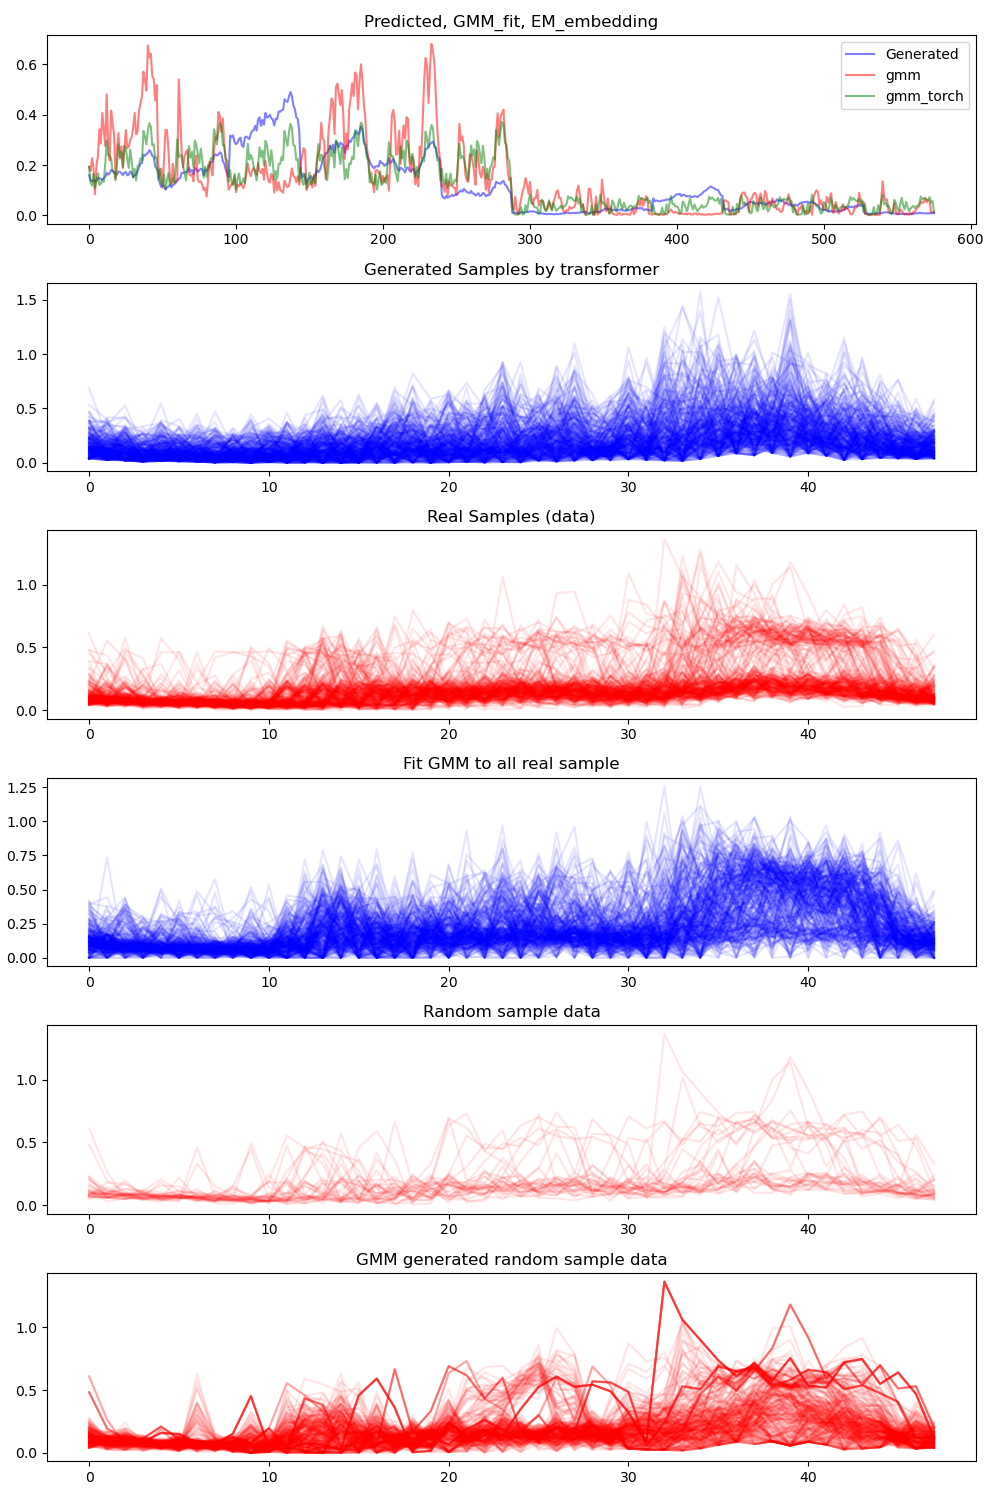 Predicted, GMM_fit, EM_embedding
0.6
0.4
0.2
0.0
Generated
gmm
gmm_torch
0 100 200 300 400 500 600
Generated Samples by transformer
1.5
1.0
0.5
0.0
0 10 20 30 40
Real Samples (data)
1.0
0.5
0.0
0 10 20 30 40
Fit GMM to all real sample
1.25
1.00
0.75
0.50
0.25
0.00
0 10 20 30 40
Random sample data
1.0
0.5
0.0
0 10 20 30 40
GMM generated random sample data
1.0
0.5
0.0
0 10 20 30 40